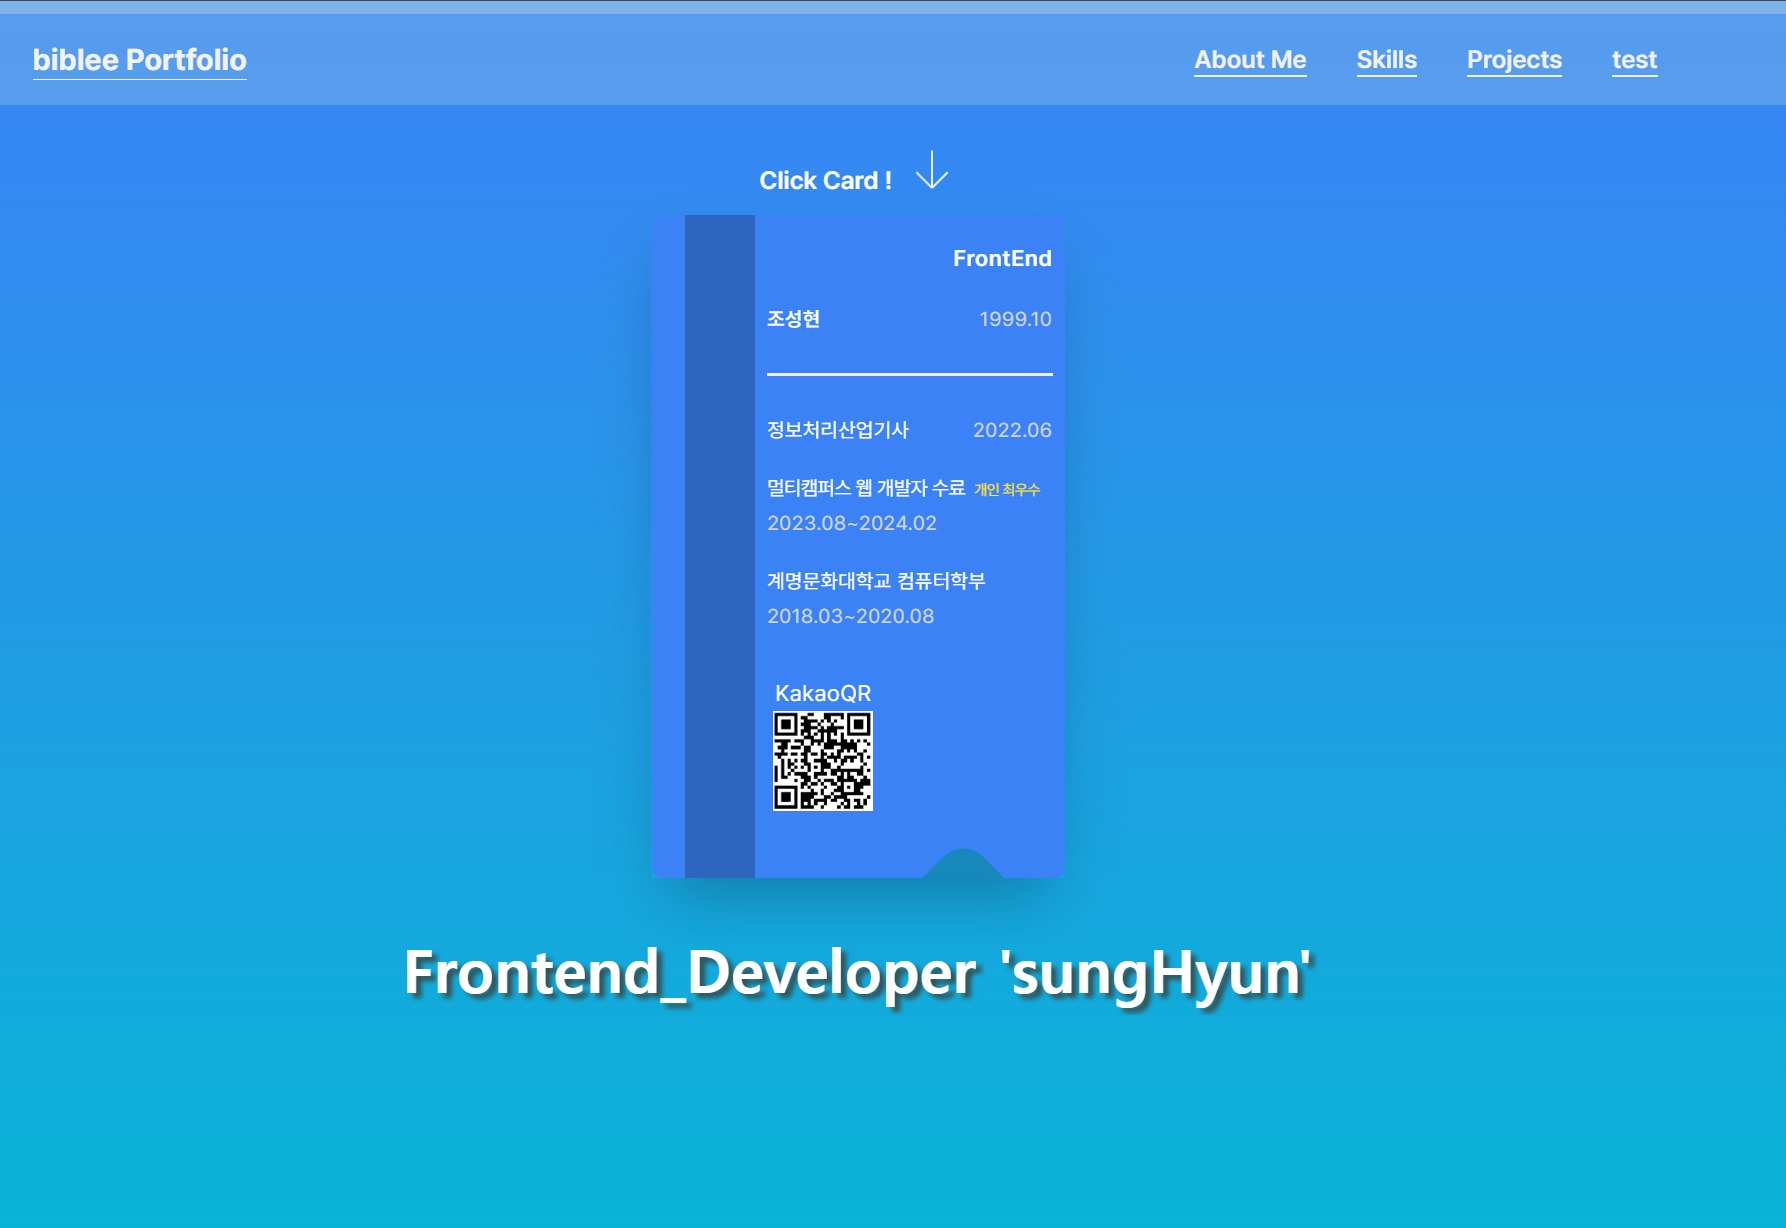 biblee Portfolio
About Me
Skills
Projects
test
Click Card !
FrontEnd
조성현 1999.10
정보처리산업기사 2022.06
멀티캠퍼스 웹 개발자 수료 개인 최우수
2023.08~2024.02
계명문화대학교 컴퓨터학부
2018.03~2020.08
KakaoQR
Frontend_Developer 'sungHyun'